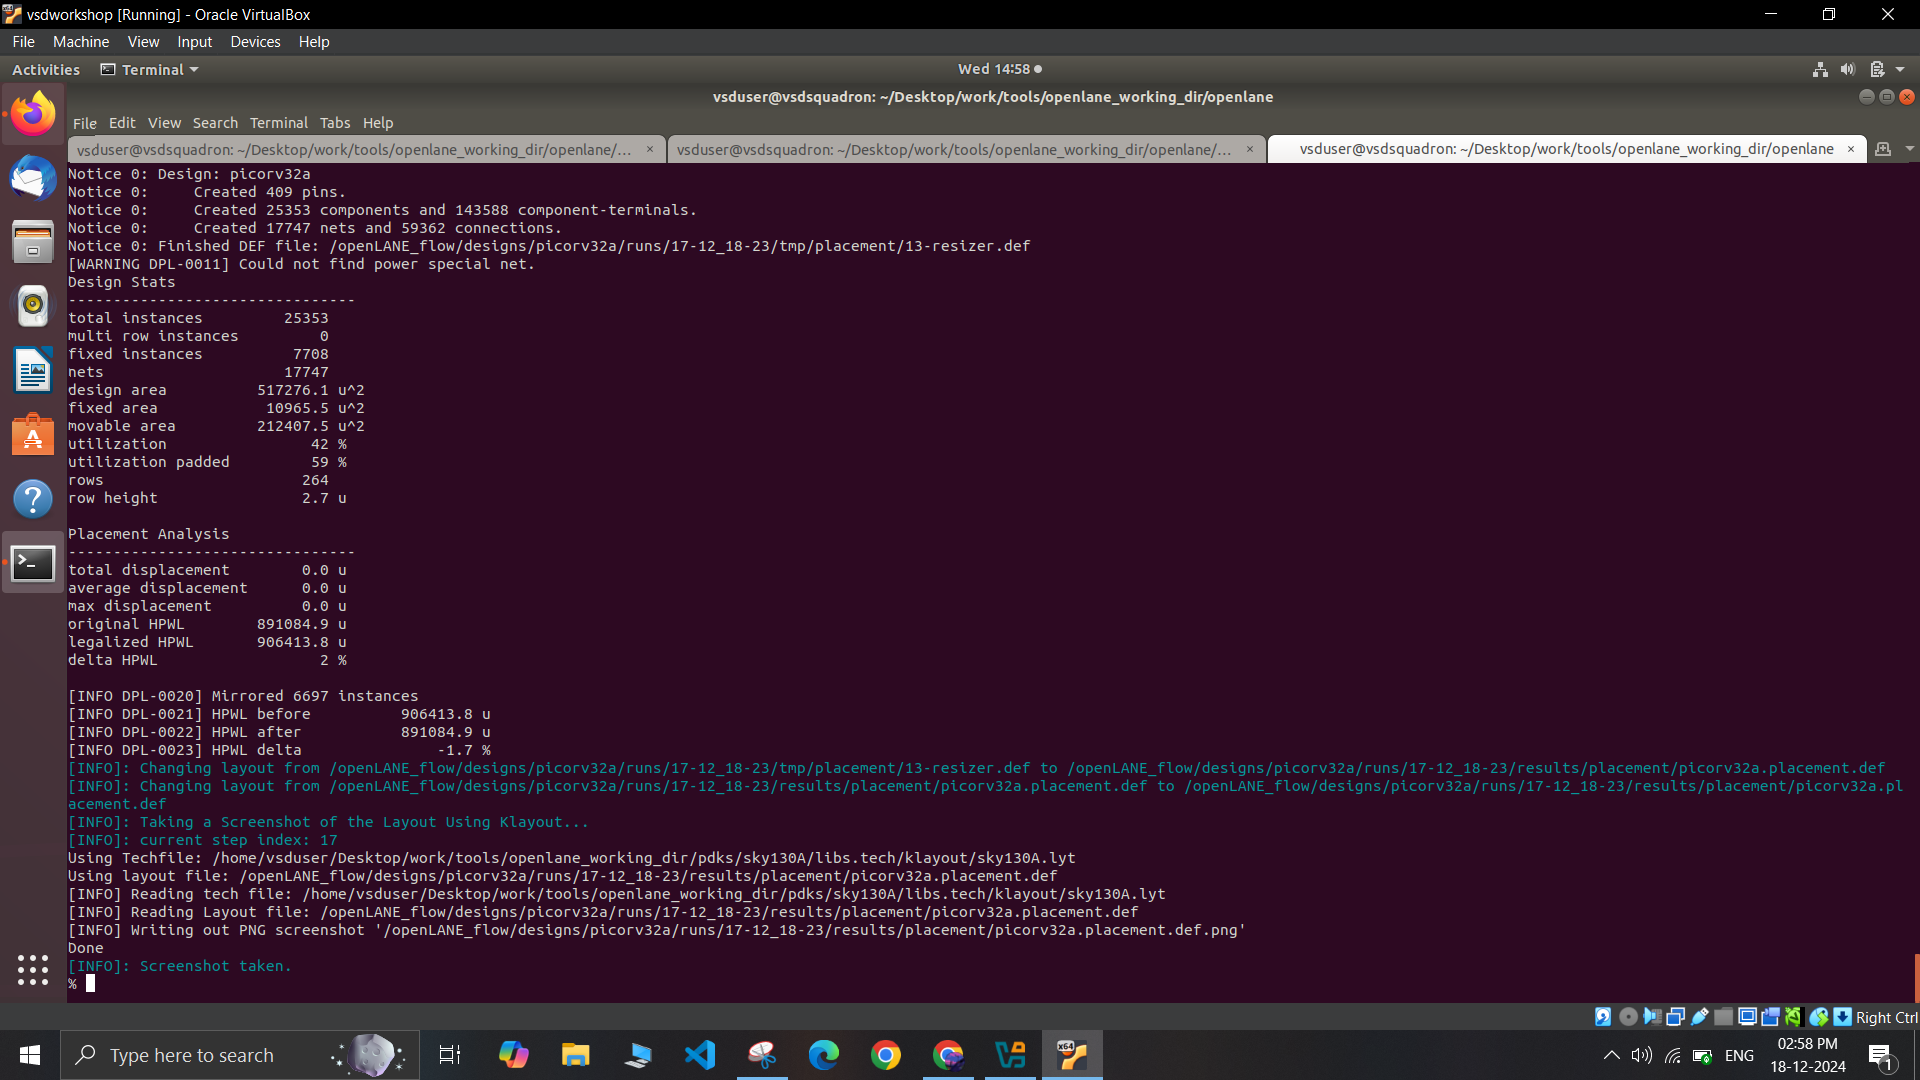 vsdworkshop [Running] - Oracle VirtualBox
File Machine View Input Devices Help
Activities Terminal Wed 14:58
vsduser@vsdsquadron: ~/Desktop/work/tools/openlane_working_dir/openlane
File Edit View Search Terminal Tabs Help
vsduser@vsdsquadron: ~/Desktop/work/tools/openlane_working_dir/openlane/... × vsduser@vsdsquadron: ~/Desktop/work/tools/openlane_working_dir/openlane/... × vsduser@vsdsquadron: ~/Desktop/work/tools/openlane_working_dir/openlane ×
Notice 0: Design: picorv32a
Notice 0:     Created 409 pins.
Notice 0:     Created 25353 components and 143588 component-terminals.
Notice 0:     Created 17747 nets and 59362 connections.
Notice 0: Finished DEF file: /openLANE_flow/designs/picorv32a/runs/17-12_18-23/tmp/placement/13-resizer.def
[WARNING DPL-0011] Could not find power special net.
Design Stats
--------------------------------
total instances         25353
multi row instances         0
fixed instances          7708
nets                    17747
design area          517276.1 u^2
fixed area            10965.5 u^2
movable area         212407.5 u^2
utilization                42 %
utilization padded         59 %
rows                      264
row height                2.7 u
Placement Analysis
--------------------------------
total displacement        0.0 u
average displacement      0.0 u
max displacement          0.0 u
original HPWL        891084.9 u
legalized HPWL       906413.8 u
delta HPWL                  2 %
[INFO DPL-0020] Mirrored 6697 instances
[INFO DPL-0021] HPWL before          906413.8 u
[INFO DPL-0022] HPWL after           891084.9 u
[INFO DPL-0023] HPWL delta               -1.7 %
[INFO]: Changing layout from /openLANE_flow/designs/picorv32a/runs/17-12_18-23/tmp/placement/13-resizer.def to /openLANE_flow/designs/picorv32a/runs/17-12_18-23/results/placement/picorv32a.placement.def
[INFO]: Changing layout from /openLANE_flow/designs/picorv32a/runs/17-12_18-23/results/placement/picorv32a.placement.def to /openLANE_flow/designs/picorv32a/runs/17-12_18-23/results/placement/picorv32a.pl
acement.def
[INFO]: Taking a Screenshot of the Layout Using Klayout...
[INFO]: current step index: 17
Using Techfile: /home/vsduser/Desktop/work/tools/openlane_working_dir/pdks/sky130A/libs.tech/klayout/sky130A.lyt
Using layout file: /openLANE_flow/designs/picorv32a/runs/17-12_18-23/results/placement/picorv32a.placement.def
[INFO] Reading tech file: /home/vsduser/Desktop/work/tools/openlane_working_dir/pdks/sky130A/libs.tech/klayout/sky130A.lyt
[INFO] Reading Layout file: /openLANE_flow/designs/picorv32a/runs/17-12_18-23/results/placement/picorv32a.placement.def
[INFO] Writing out PNG screenshot '/openLANE_flow/designs/picorv32a/runs/17-12_18-23/results/placement/picorv32a.placement.def.png'
Done
[INFO]: Screenshot taken.
%
Right Ctrl
Type here to search
x64
ENG
02:58 PM
18-12-2024
1